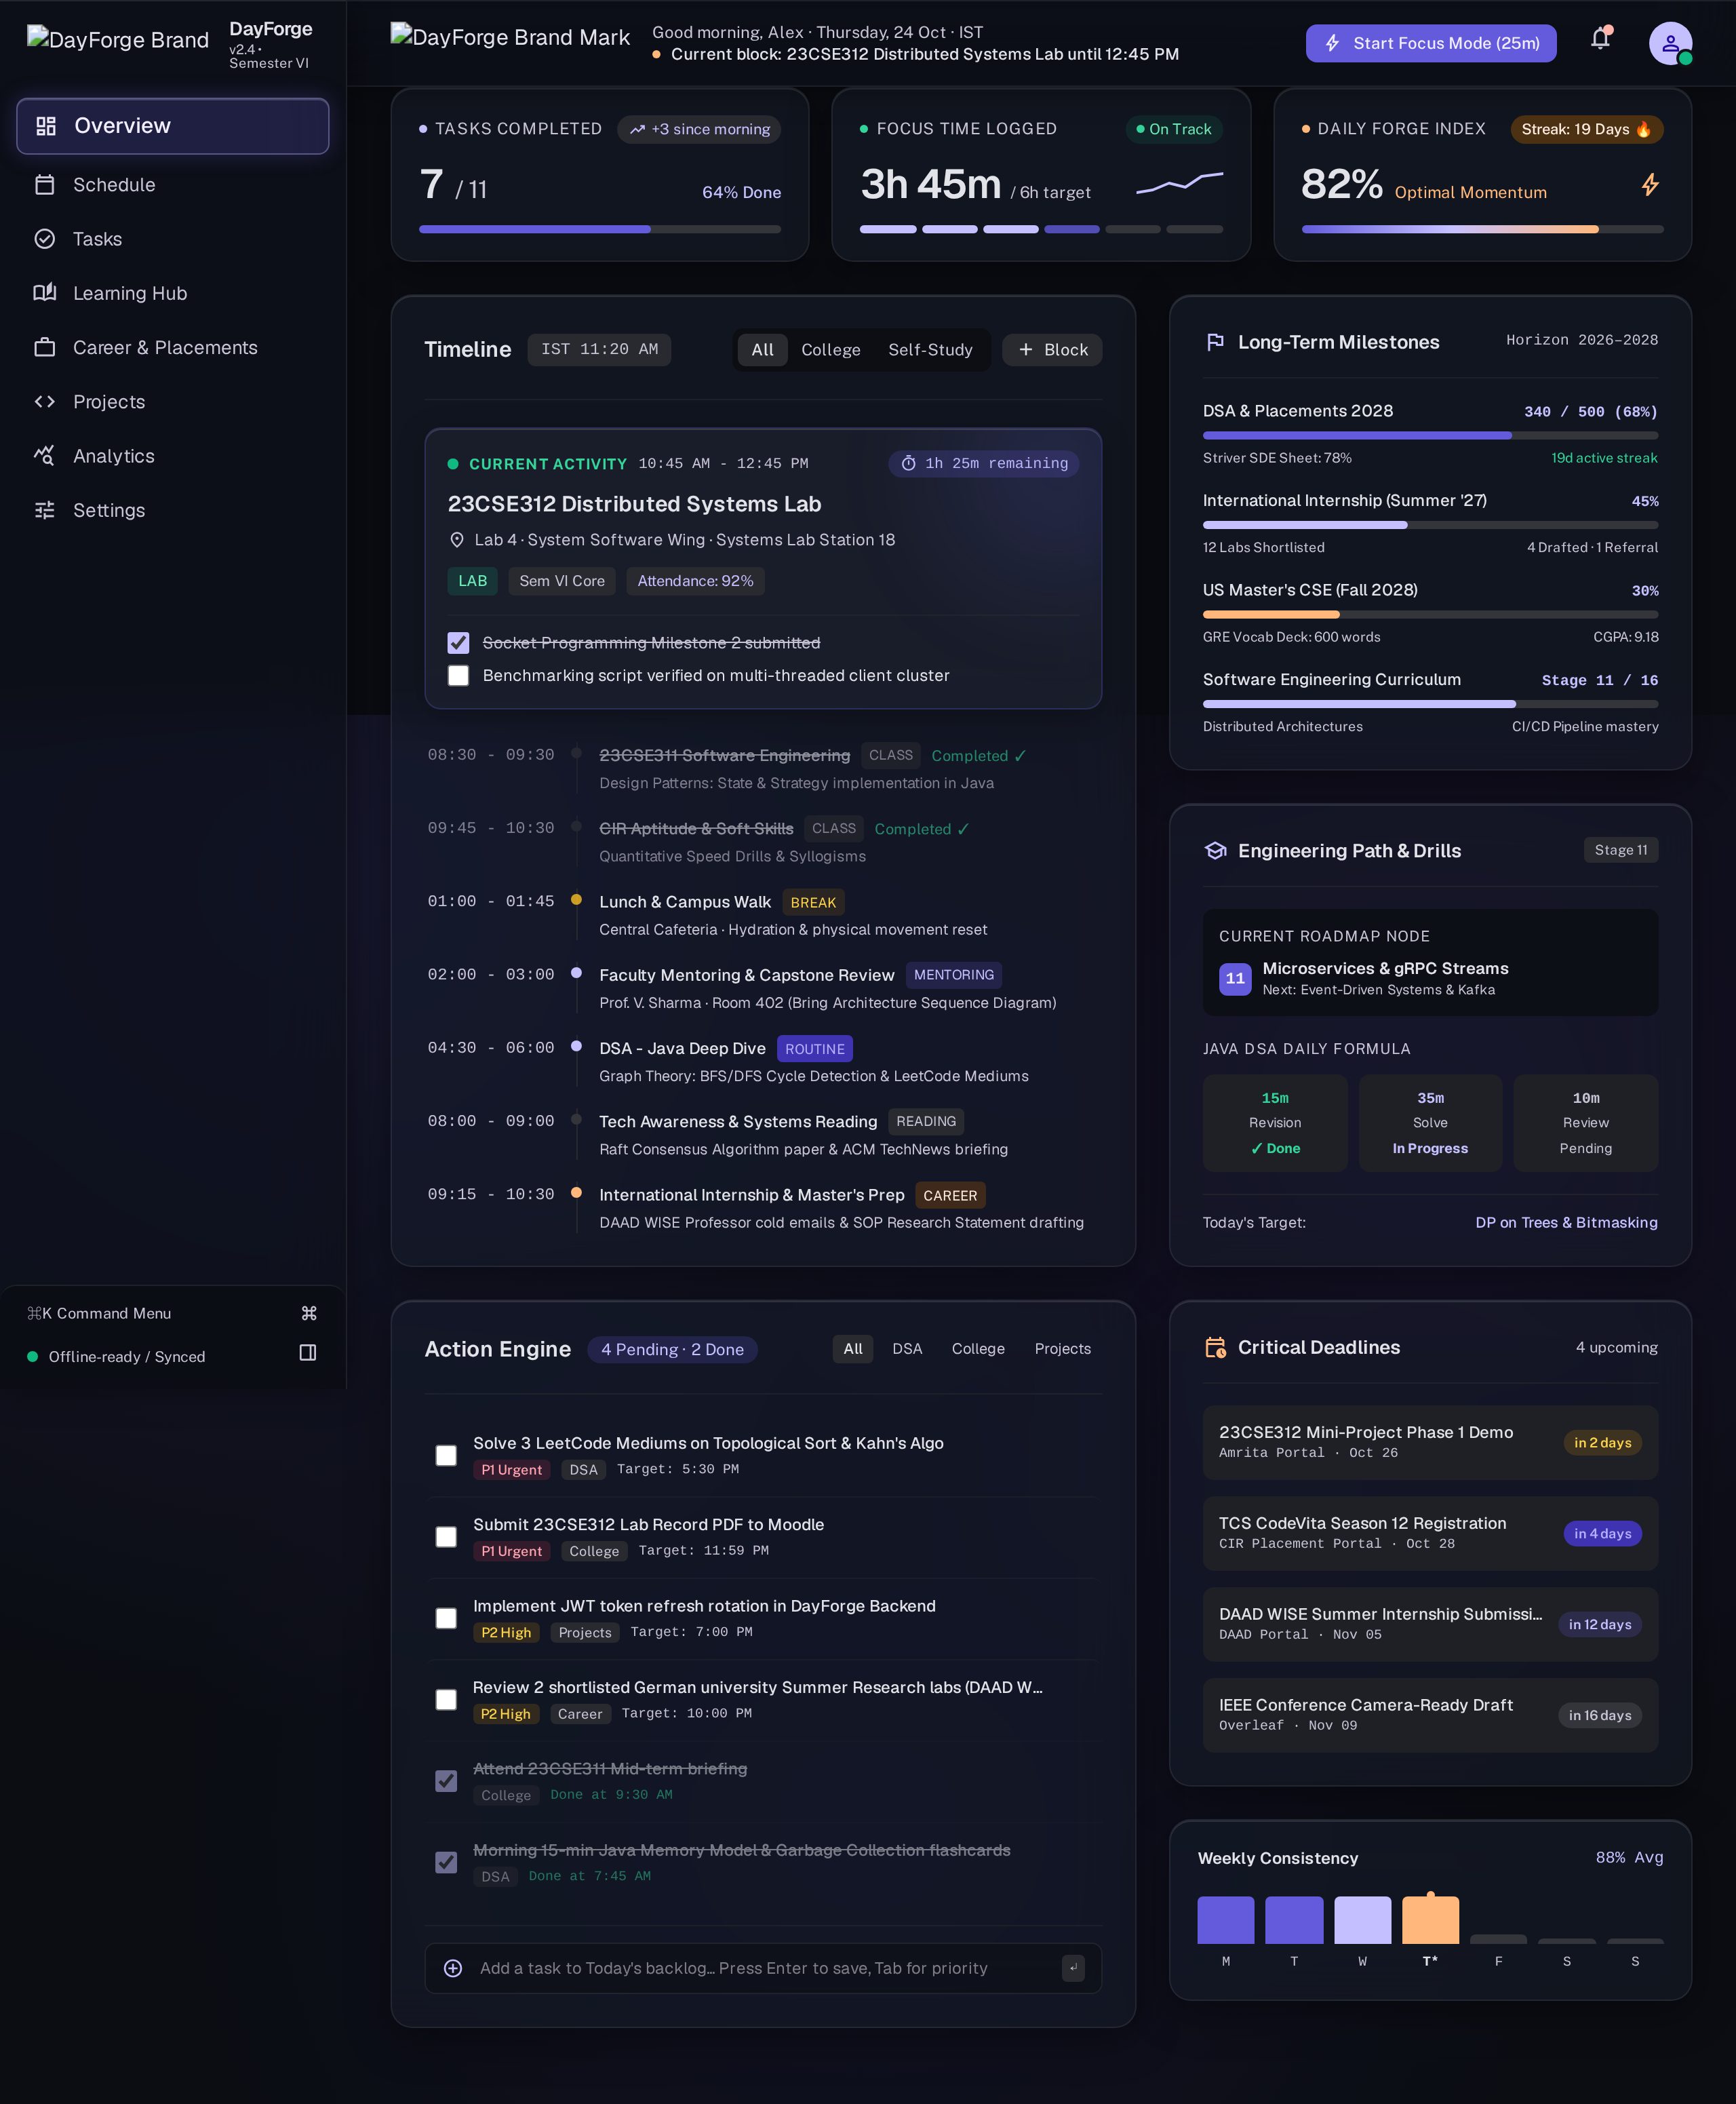 DayForge Brand
DayForge
v2.4 •
Semester VI
Overview
Schedule
Tasks
Learning Hub
Career & Placements
Projects
Analytics
Settings
⌘K Command Menu ⌘
Offline-ready / Synced
DayForge Brand Mark
Good morning, Alex · Thursday, 24 Oct · IST
Current block: 23CSE312 Distributed Systems Lab until 12:45 PM
Start Focus Mode (25m)
TASKS COMPLETED +3 since morning
7 / 11 64% Done
FOCUS TIME LOGGED On Track
3h 45m / 6h target
DAILY FORGE INDEX Streak: 19 Days 🔥
82% Optimal Momentum
Timeline IST 11:20 AM All College Self-Study + Block
CURRENT ACTIVITY 10:45 AM - 12:45 PM 1h 25m remaining
23CSE312 Distributed Systems Lab
Lab 4 · System Software Wing · Systems Lab Station 18
LAB Sem VI Core Attendance: 92%
Socket Programming Milestone 2 submitted
Benchmarking script verified on multi-threaded client cluster
08:30 - 09:30 23CSE311 Software Engineering CLASS Completed ✓
Design Patterns: State & Strategy implementation in Java
09:45 - 10:30 CIR Aptitude & Soft Skills CLASS Completed ✓
Quantitative Speed Drills & Syllogisms
01:00 - 01:45 Lunch & Campus Walk BREAK
Central Cafeteria · Hydration & physical movement reset
02:00 - 03:00 Faculty Mentoring & Capstone Review MENTORING
Prof. V. Sharma · Room 402 (Bring Architecture Sequence Diagram)
04:30 - 06:00 DSA - Java Deep Dive ROUTINE
Graph Theory: BFS/DFS Cycle Detection & LeetCode Mediums
08:00 - 09:00 Tech Awareness & Systems Reading READING
Raft Consensus Algorithm paper & ACM TechNews briefing
09:15 - 10:30 International Internship & Master's Prep CAREER
DAAD WISE Professor cold emails & SOP Research Statement drafting
Long-Term Milestones Horizon 2026–2028
DSA & Placements 2028 340 / 500 (68%)
Striver SDE Sheet: 78% 19d active streak
International Internship (Summer '27) 45%
12 Labs Shortlisted 4 Drafted · 1 Referral
US Master's CSE (Fall 2028) 30%
GRE Vocab Deck: 600 words CGPA: 9.18
Software Engineering Curriculum Stage 11 / 16
Distributed Architectures CI/CD Pipeline mastery
Engineering Path & Drills Stage 11
CURRENT ROADMAP NODE
11 Microservices & gRPC Streams
Next: Event-Driven Systems & Kafka
JAVA DSA DAILY FORMULA
15m 35m 10m
Revision Solve Review
✓ Done In Progress Pending
Today's Target: DP on Trees & Bitmasking
Action Engine 4 Pending · 2 Done All DSA College Projects
Solve 3 LeetCode Mediums on Topological Sort & Kahn's Algo
P1 Urgent DSA Target: 5:30 PM
Submit 23CSE312 Lab Record PDF to Moodle
P1 Urgent College Target: 11:59 PM
Implement JWT token refresh rotation in DayForge Backend
P2 High Projects Target: 7:00 PM
Review 2 shortlisted German university Summer Research labs (DAAD W...
P2 High Career Target: 10:00 PM
Attend 23CSE311 Mid-term briefing
College Done at 9:30 AM
Morning 15-min Java Memory Model & Garbage Collection flashcards
DSA Done at 7:45 AM
Add a task to Today's backlog... Press Enter to save, Tab for priority ↵
Critical Deadlines 4 upcoming
23CSE312 Mini-Project Phase 1 Demo in 2 days
Amrita Portal · Oct 26
TCS CodeVita Season 12 Registration in 4 days
CIR Placement Portal · Oct 28
DAAD WISE Summer Internship Submissi... in 12 days
DAAD Portal · Nov 05
IEEE Conference Camera-Ready Draft in 16 days
Overleaf · Nov 09
Weekly Consistency 88% Avg
M T W T* F S S